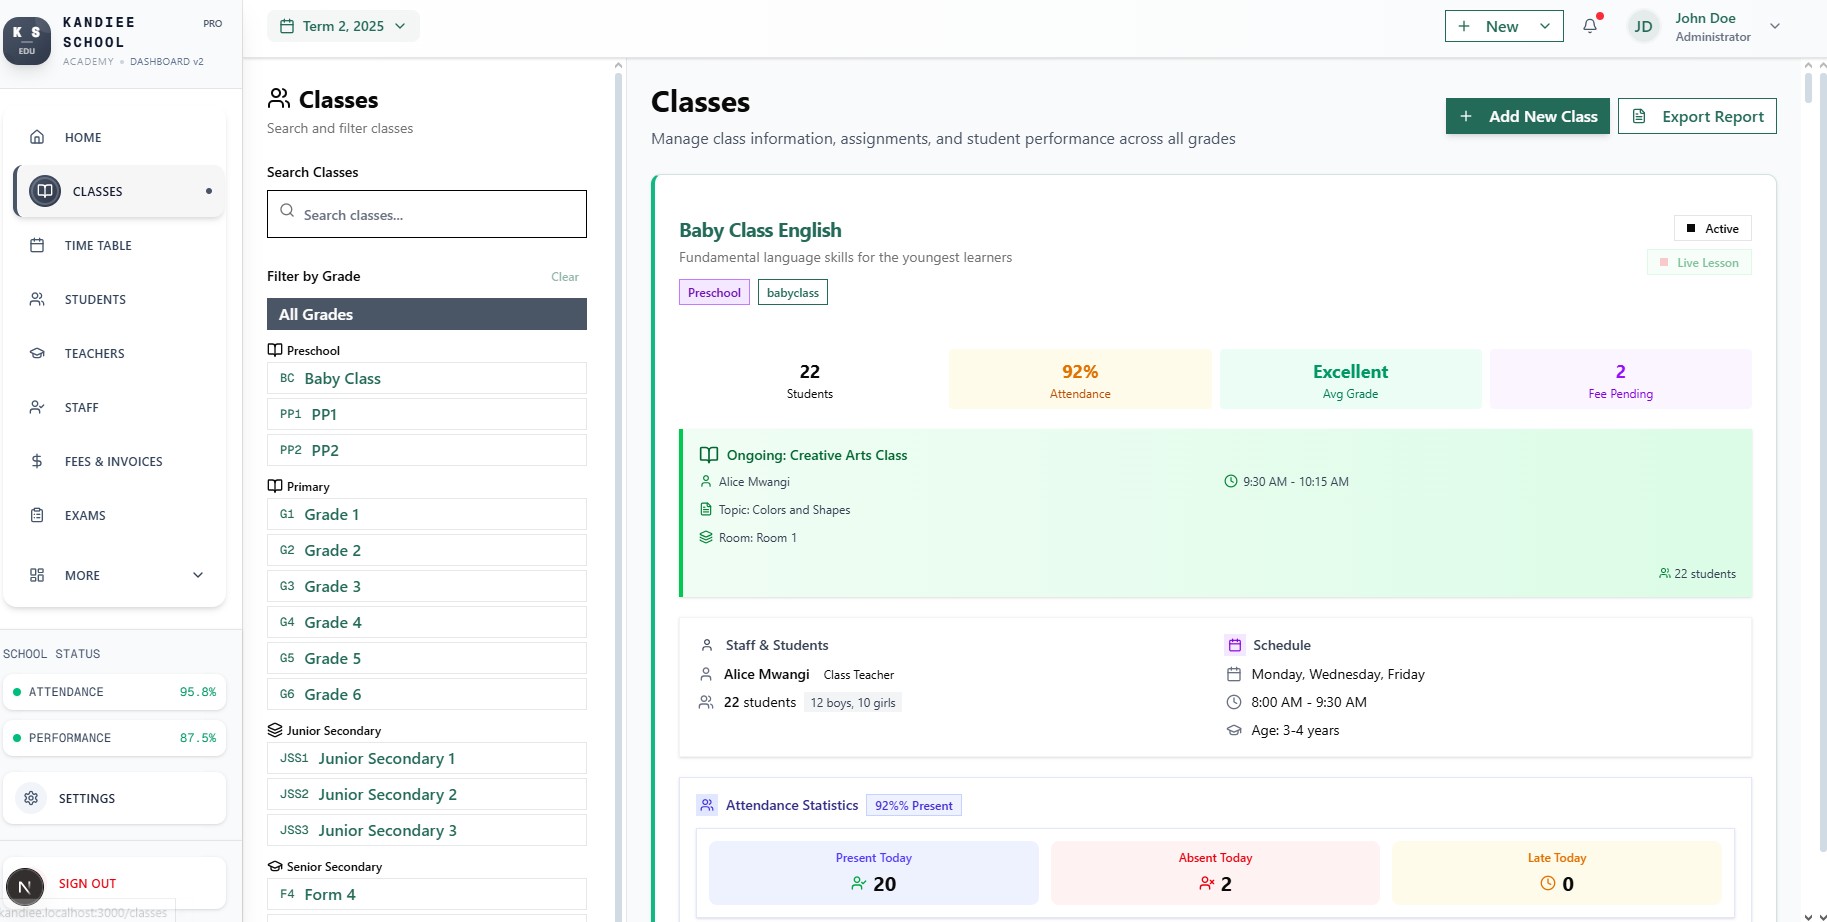 K S
EDU
KANDIEE
SCHOOL
PRO
ACADEMY • DASHBOARD v2
HOME
CLASSES
TIME TABLE
STUDENTS
TEACHERS
STAFF
FEES & INVOICES
EXAMS
MORE
SCHOOL STATUS
ATTENDANCE 95.8%
PERFORMANCE 87.5%
SETTINGS
N
SIGN OUT
kandiee.localhost:3000/classes
Term 2, 2025
New
JD
John Doe
Administrator
Classes
Search and filter classes
Search Classes
Search classes...
Filter by Grade Clear
All Grades
Preschool
BC Baby Class
PP1 PP1
PP2 PP2
Primary
G1 Grade 1
G2 Grade 2
G3 Grade 3
G4 Grade 4
G5 Grade 5
G6 Grade 6
Junior Secondary
JSS1 Junior Secondary 1
JSS2 Junior Secondary 2
JSS3 Junior Secondary 3
Senior Secondary
F4 Form 4
Classes
Manage class information, assignments, and student performance across all grades
Add New Class
Export Report
Baby Class English
Fundamental language skills for the youngest learners
Preschool babyclass
Active
Live Lesson
22
Students
92%
Attendance
Excellent
Avg Grade
2
Fee Pending
Ongoing: Creative Arts Class
Alice Mwangi
9:30 AM - 10:15 AM
Topic: Colors and Shapes
Room: Room 1
22 students
Staff & Students
Alice Mwangi Class Teacher
22 students 12 boys, 10 girls
Schedule
Monday, Wednesday, Friday
8:00 AM - 9:30 AM
Age: 3-4 years
Attendance Statistics 92%% Present
Present Today
20
Absent Today
2
Late Today
0